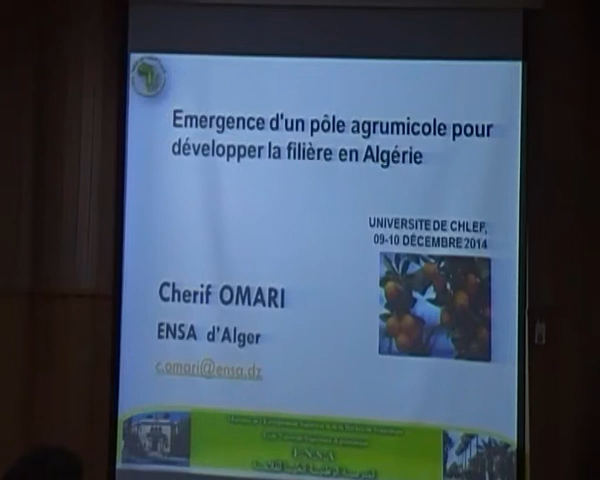 Emergence d'un pôle agrumicole pour
développer la filière en Algérie
UNIVERSITE DE CHLEF,
09-10 DÉCEMBRE 2014
Cherif OMARI
ENSA d'Alger
c.omari@ensa.dz
E N S A